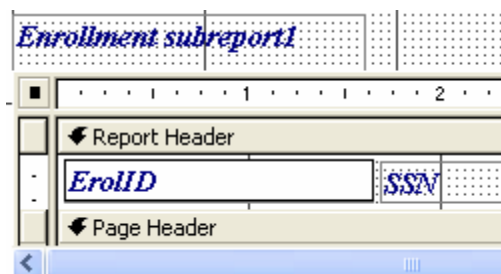 Enrollment subreport1
1 2
Report Header
ErolID SSN
Page Header